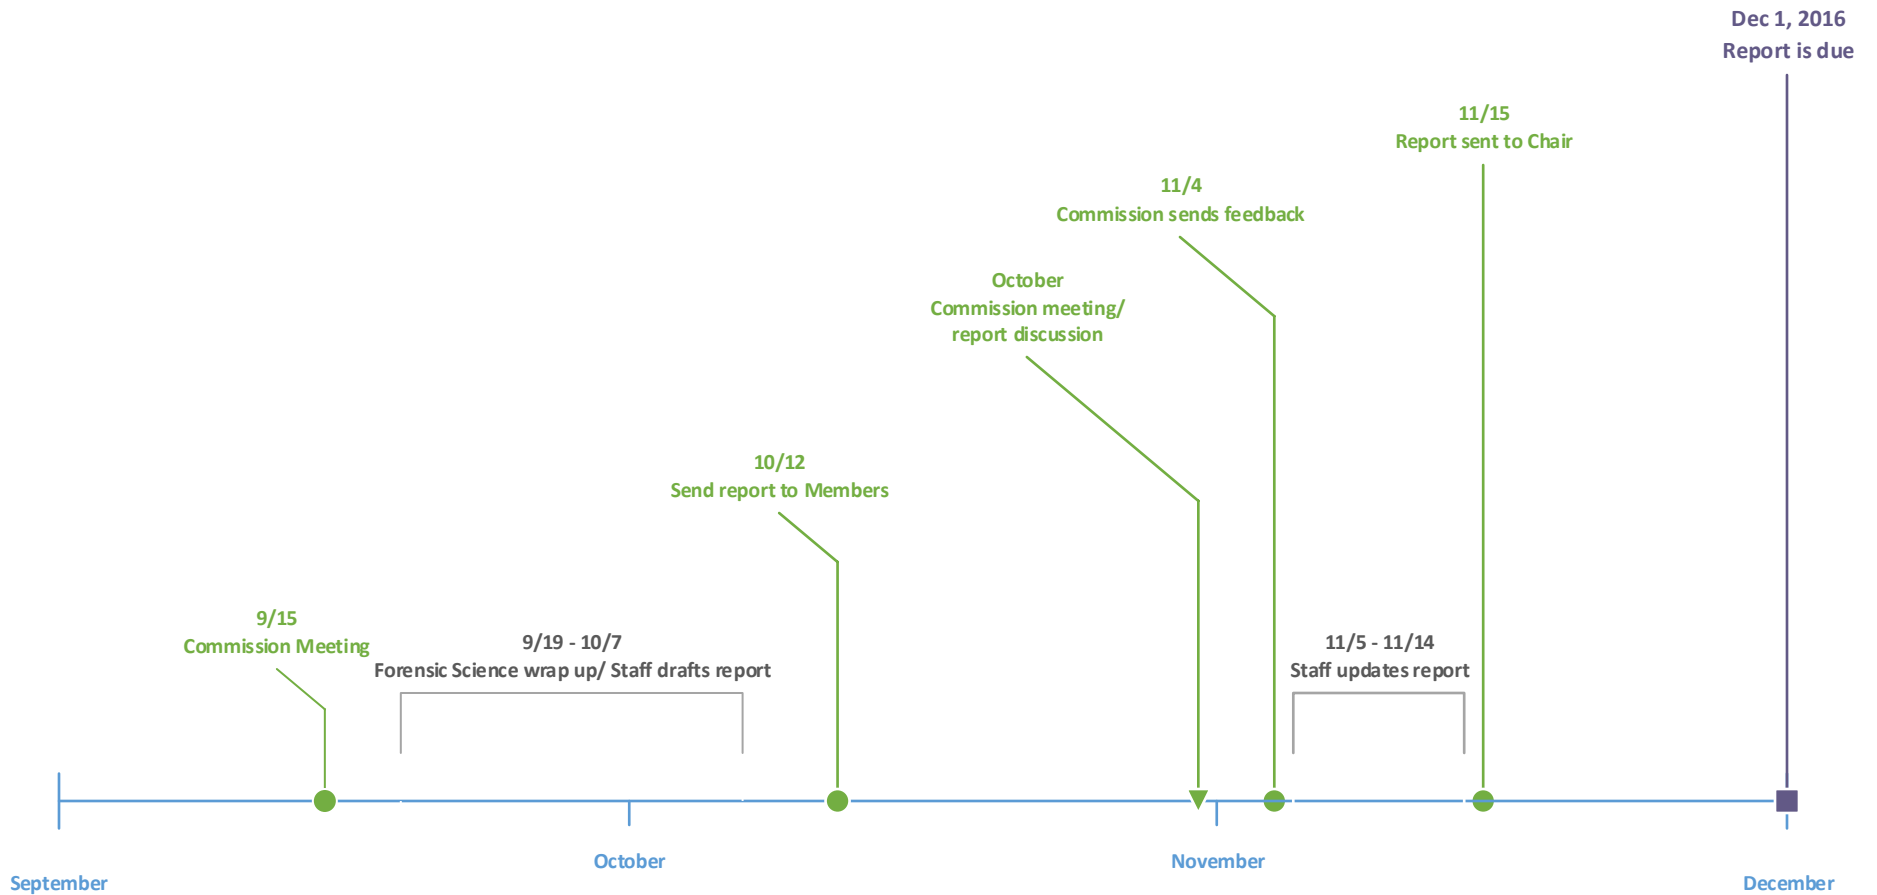 Dec 1, 2016
Report is due
11/15
Report sent to Chair
11/4
Commission sends feedback
October
Commission meeting/
report discussion
10/12
Send report to Members
9/15
Commission Meeting
9/19 - 10/7
Forensic Science wrap up/ Staff drafts report
11/5 - 11/14
Staff updates report
September
October
November
December